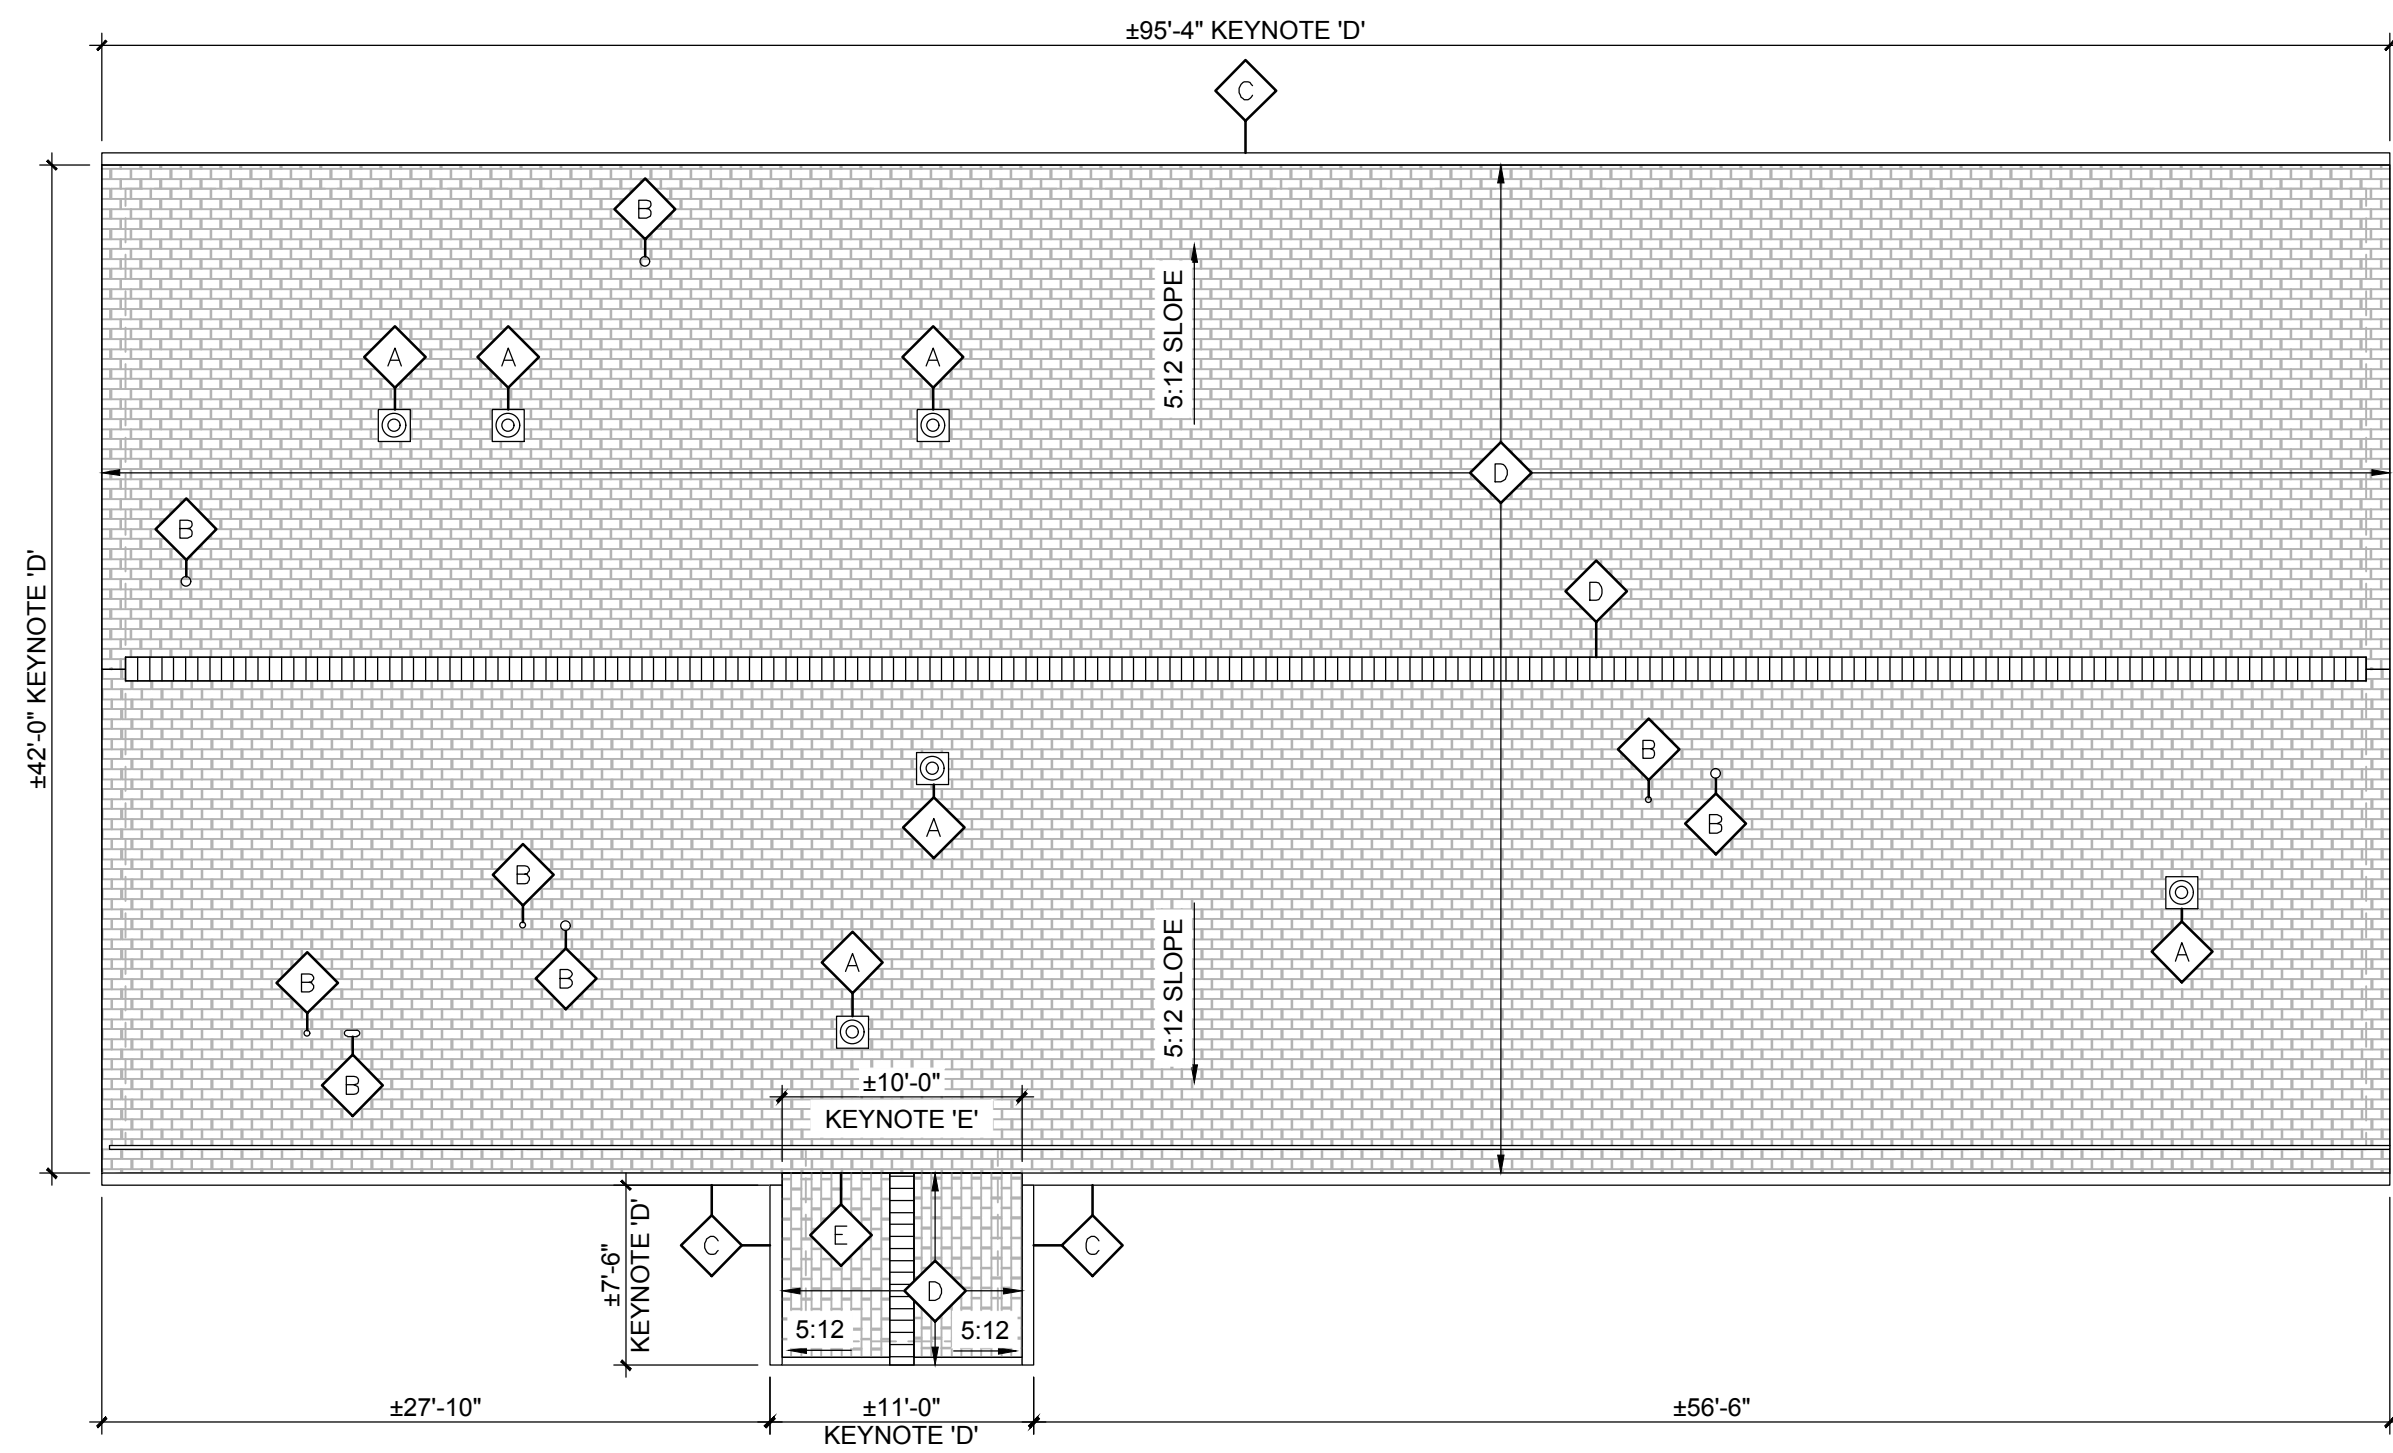 ±95'-4" KEYNOTE 'D'
C
B
A
A
A
5:12 SLOPE
D
B
D
±42'-0" KEYNOTE 'D'
B
B
A
B
B
A
A
B
B
5:12 SLOPE
±10'-0"
KEYNOTE 'E'
±7'-6"
KEYNOTE 'D'
C
E
C
D
5:12
5:12
±27'-10"
±11'-0"
KEYNOTE 'D'
±56'-6"